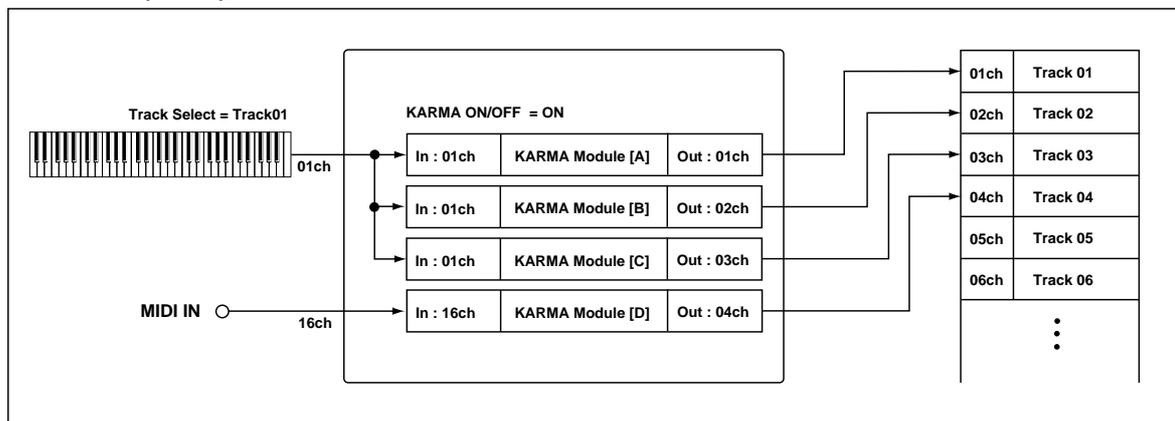 Track Select = Track01
01ch
KARMA ON/OFF = ON
In : 01ch KARMA Module [A] Out : 01ch
In : 01ch KARMA Module [B] Out : 02ch
In : 01ch KARMA Module [C] Out : 03ch
In : 16ch KARMA Module [D] Out : 04ch
MIDI IN
16ch
01ch Track 01
02ch Track 02
03ch Track 03
04ch Track 04
05ch Track 05
06ch Track 06